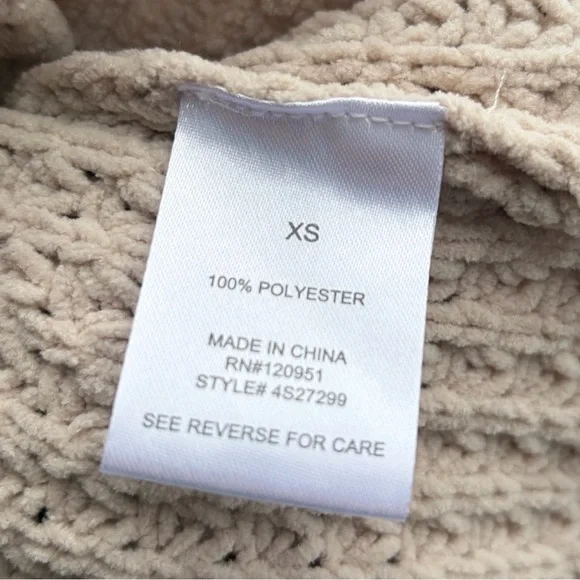 XS
100% POLYESTER
MADE IN CHINA
RN#120951
STYLE# 4S27299
SEE REVERSE FOR CARE